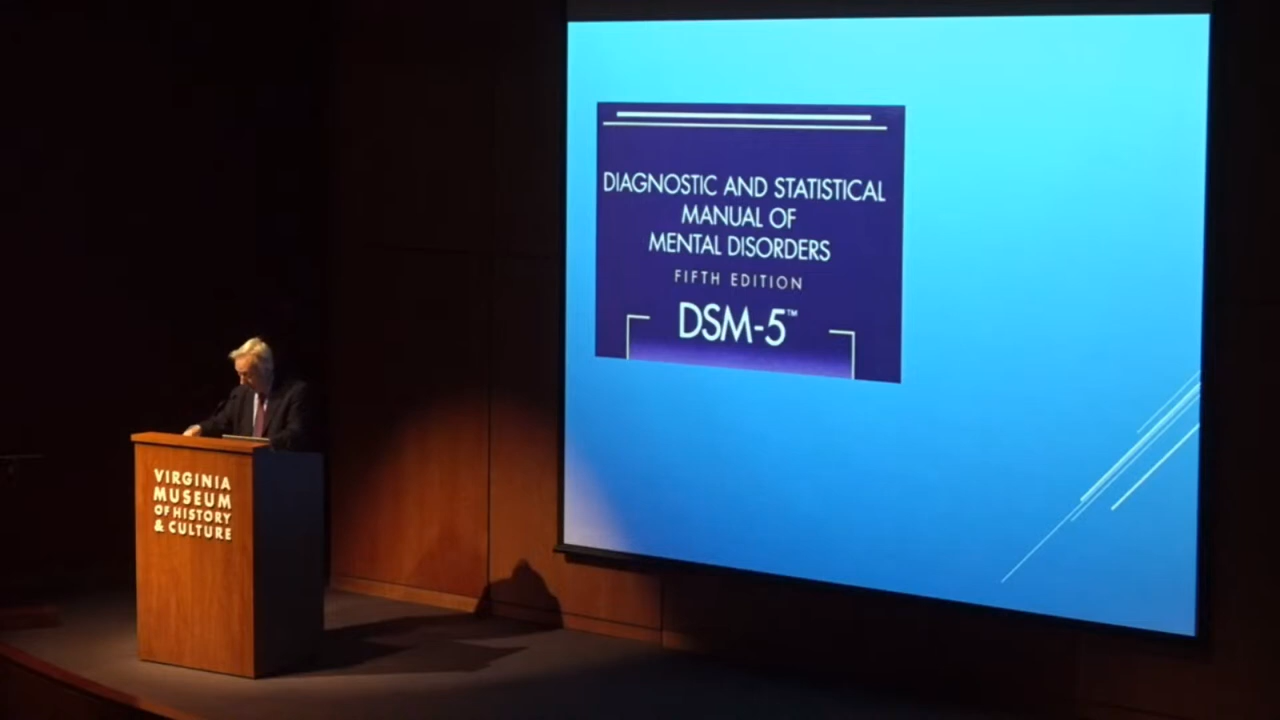 DIAGNOSTIC AND STATISTICAL
MANUAL OF
MENTAL DISORDERS
FIFTH EDITION
DSM-5™
VIRGINIA
MUSEUM
OF HISTORY
& CULTURE